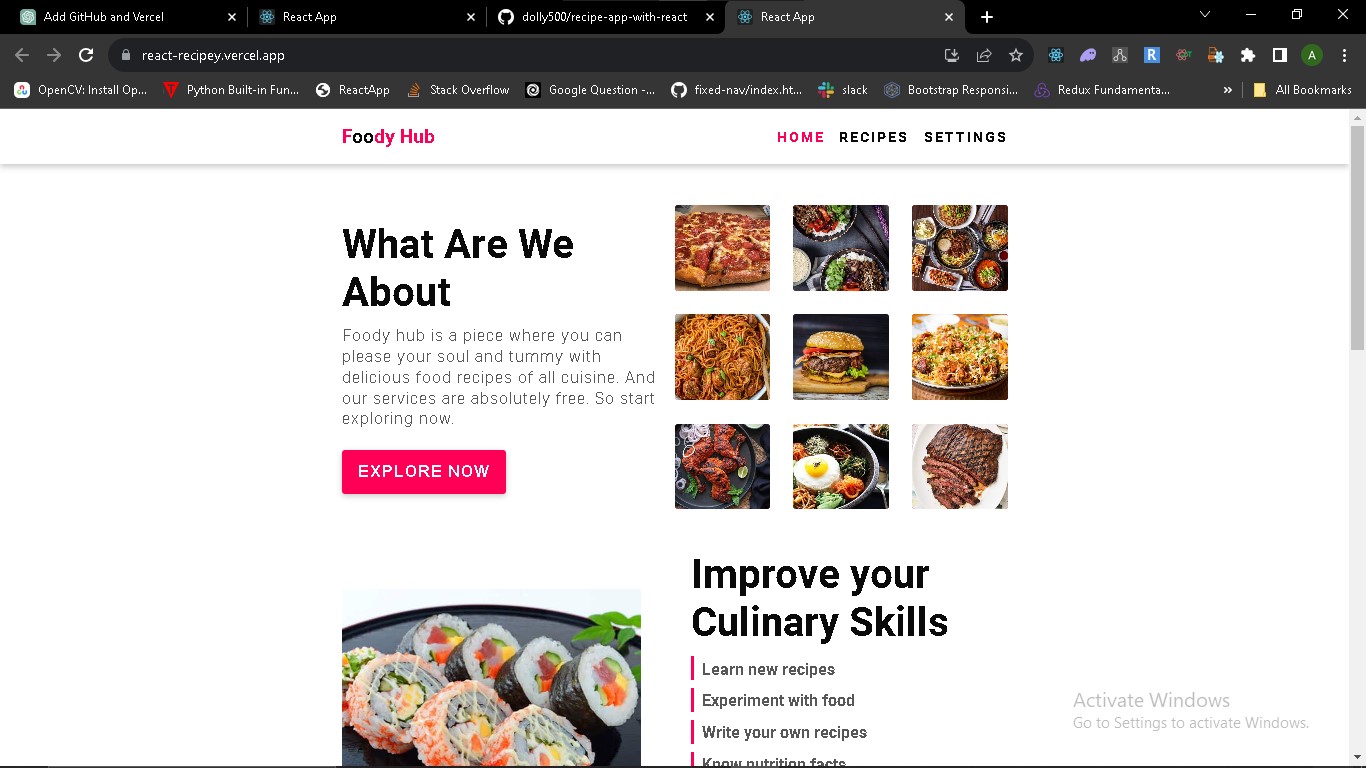 Add GitHub and Vercel
React App
dolly500/recipe-app-with-react
React App
react-recipey.vercel.app
A
OpenCV: Install Op...
Python Built-in Fun...
ReactApp
Stack Overflow
Google Question -...
fixed-nav/index.ht...
slack
Bootstrap Responsi...
Redux Fundamenta...
»
All Bookmarks
Foody Hub
HOME
RECIPES
SETTINGS
What Are We
About
Foody hub is a piece where you can
please your soul and tummy with
delicious food recipes of all cuisine. And
our services are absolutely free. So start
exploring now.
EXPLORE NOW
Improve your
Culinary Skills
Learn new recipes
Experiment with food
Write your own recipes
Know nutrition facts
Activate Windows
Go to Settings to activate Windows.